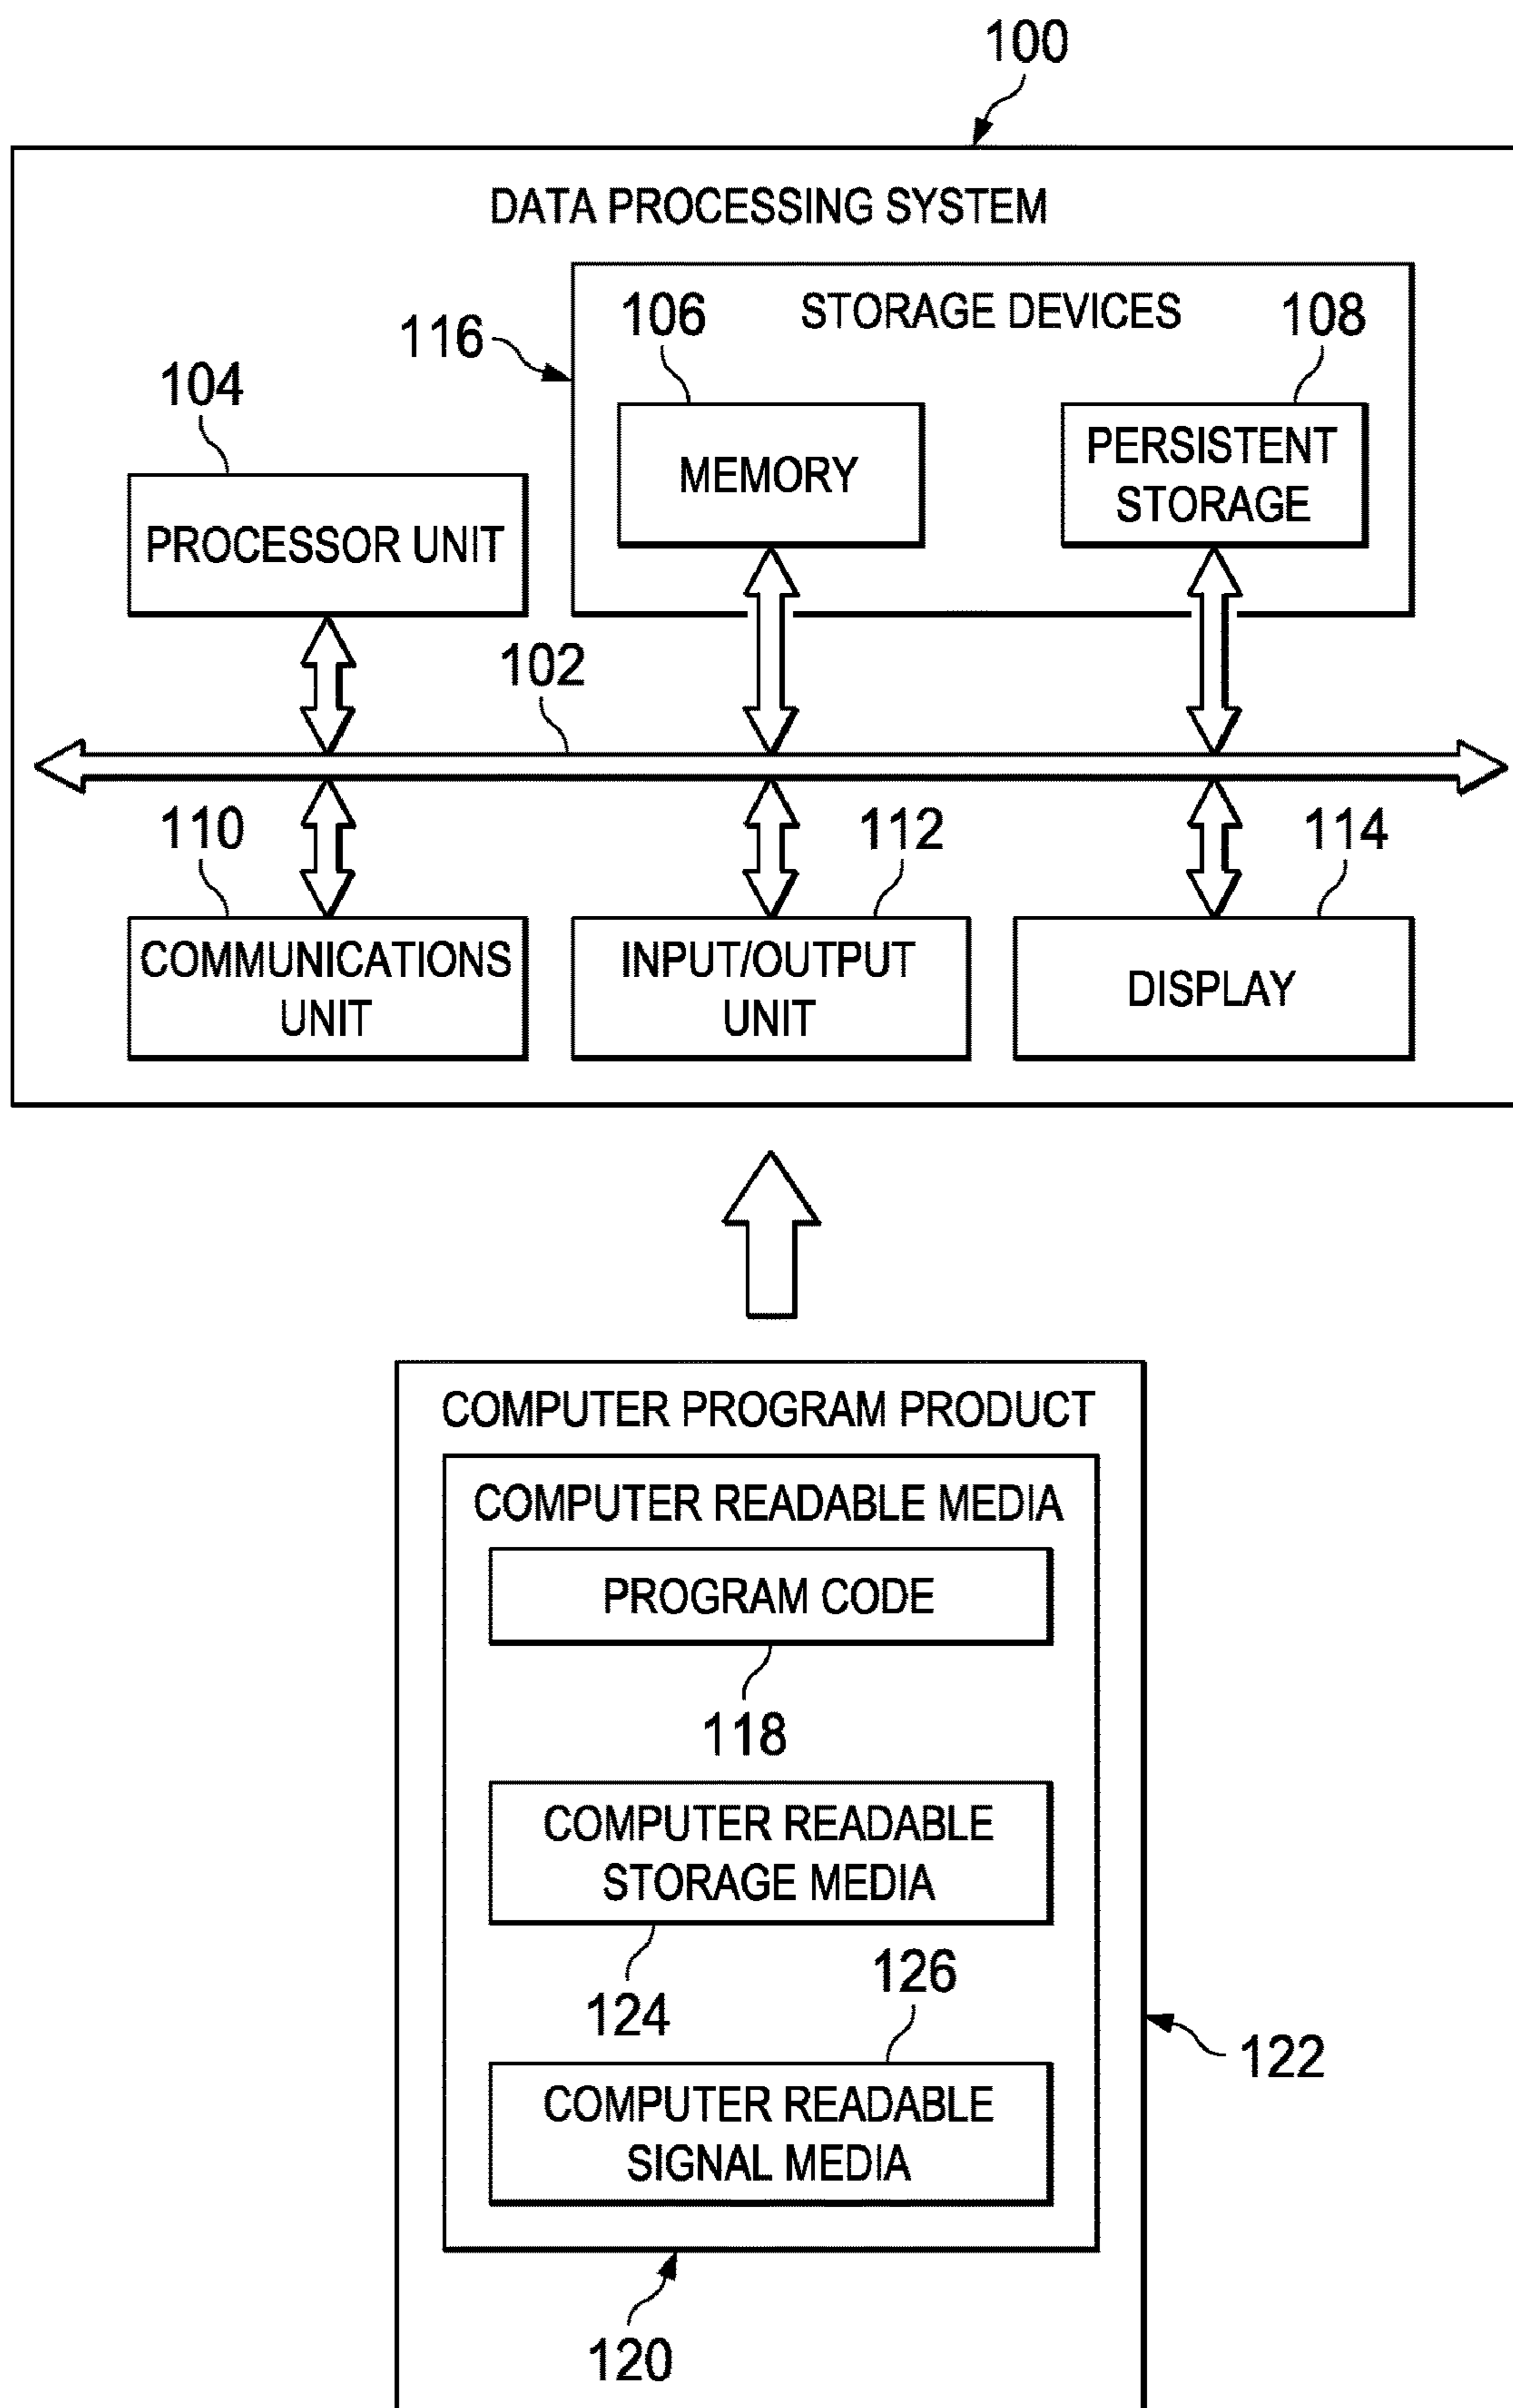 100
DATA PROCESSING SYSTEM
STORAGE DEVICES
106
108
116
104
MEMORY
PERSISTENT
STORAGE
PROCESSOR UNIT
102
110
112
114
COMMUNICATIONS
UNIT
INPUT/OUTPUT
UNIT
DISPLAY
COMPUTER PROGRAM PRODUCT
COMPUTER READABLE MEDIA
PROGRAM CODE
118
COMPUTER READABLE
STORAGE MEDIA
124
126
122
COMPUTER READABLE
SIGNAL MEDIA
120